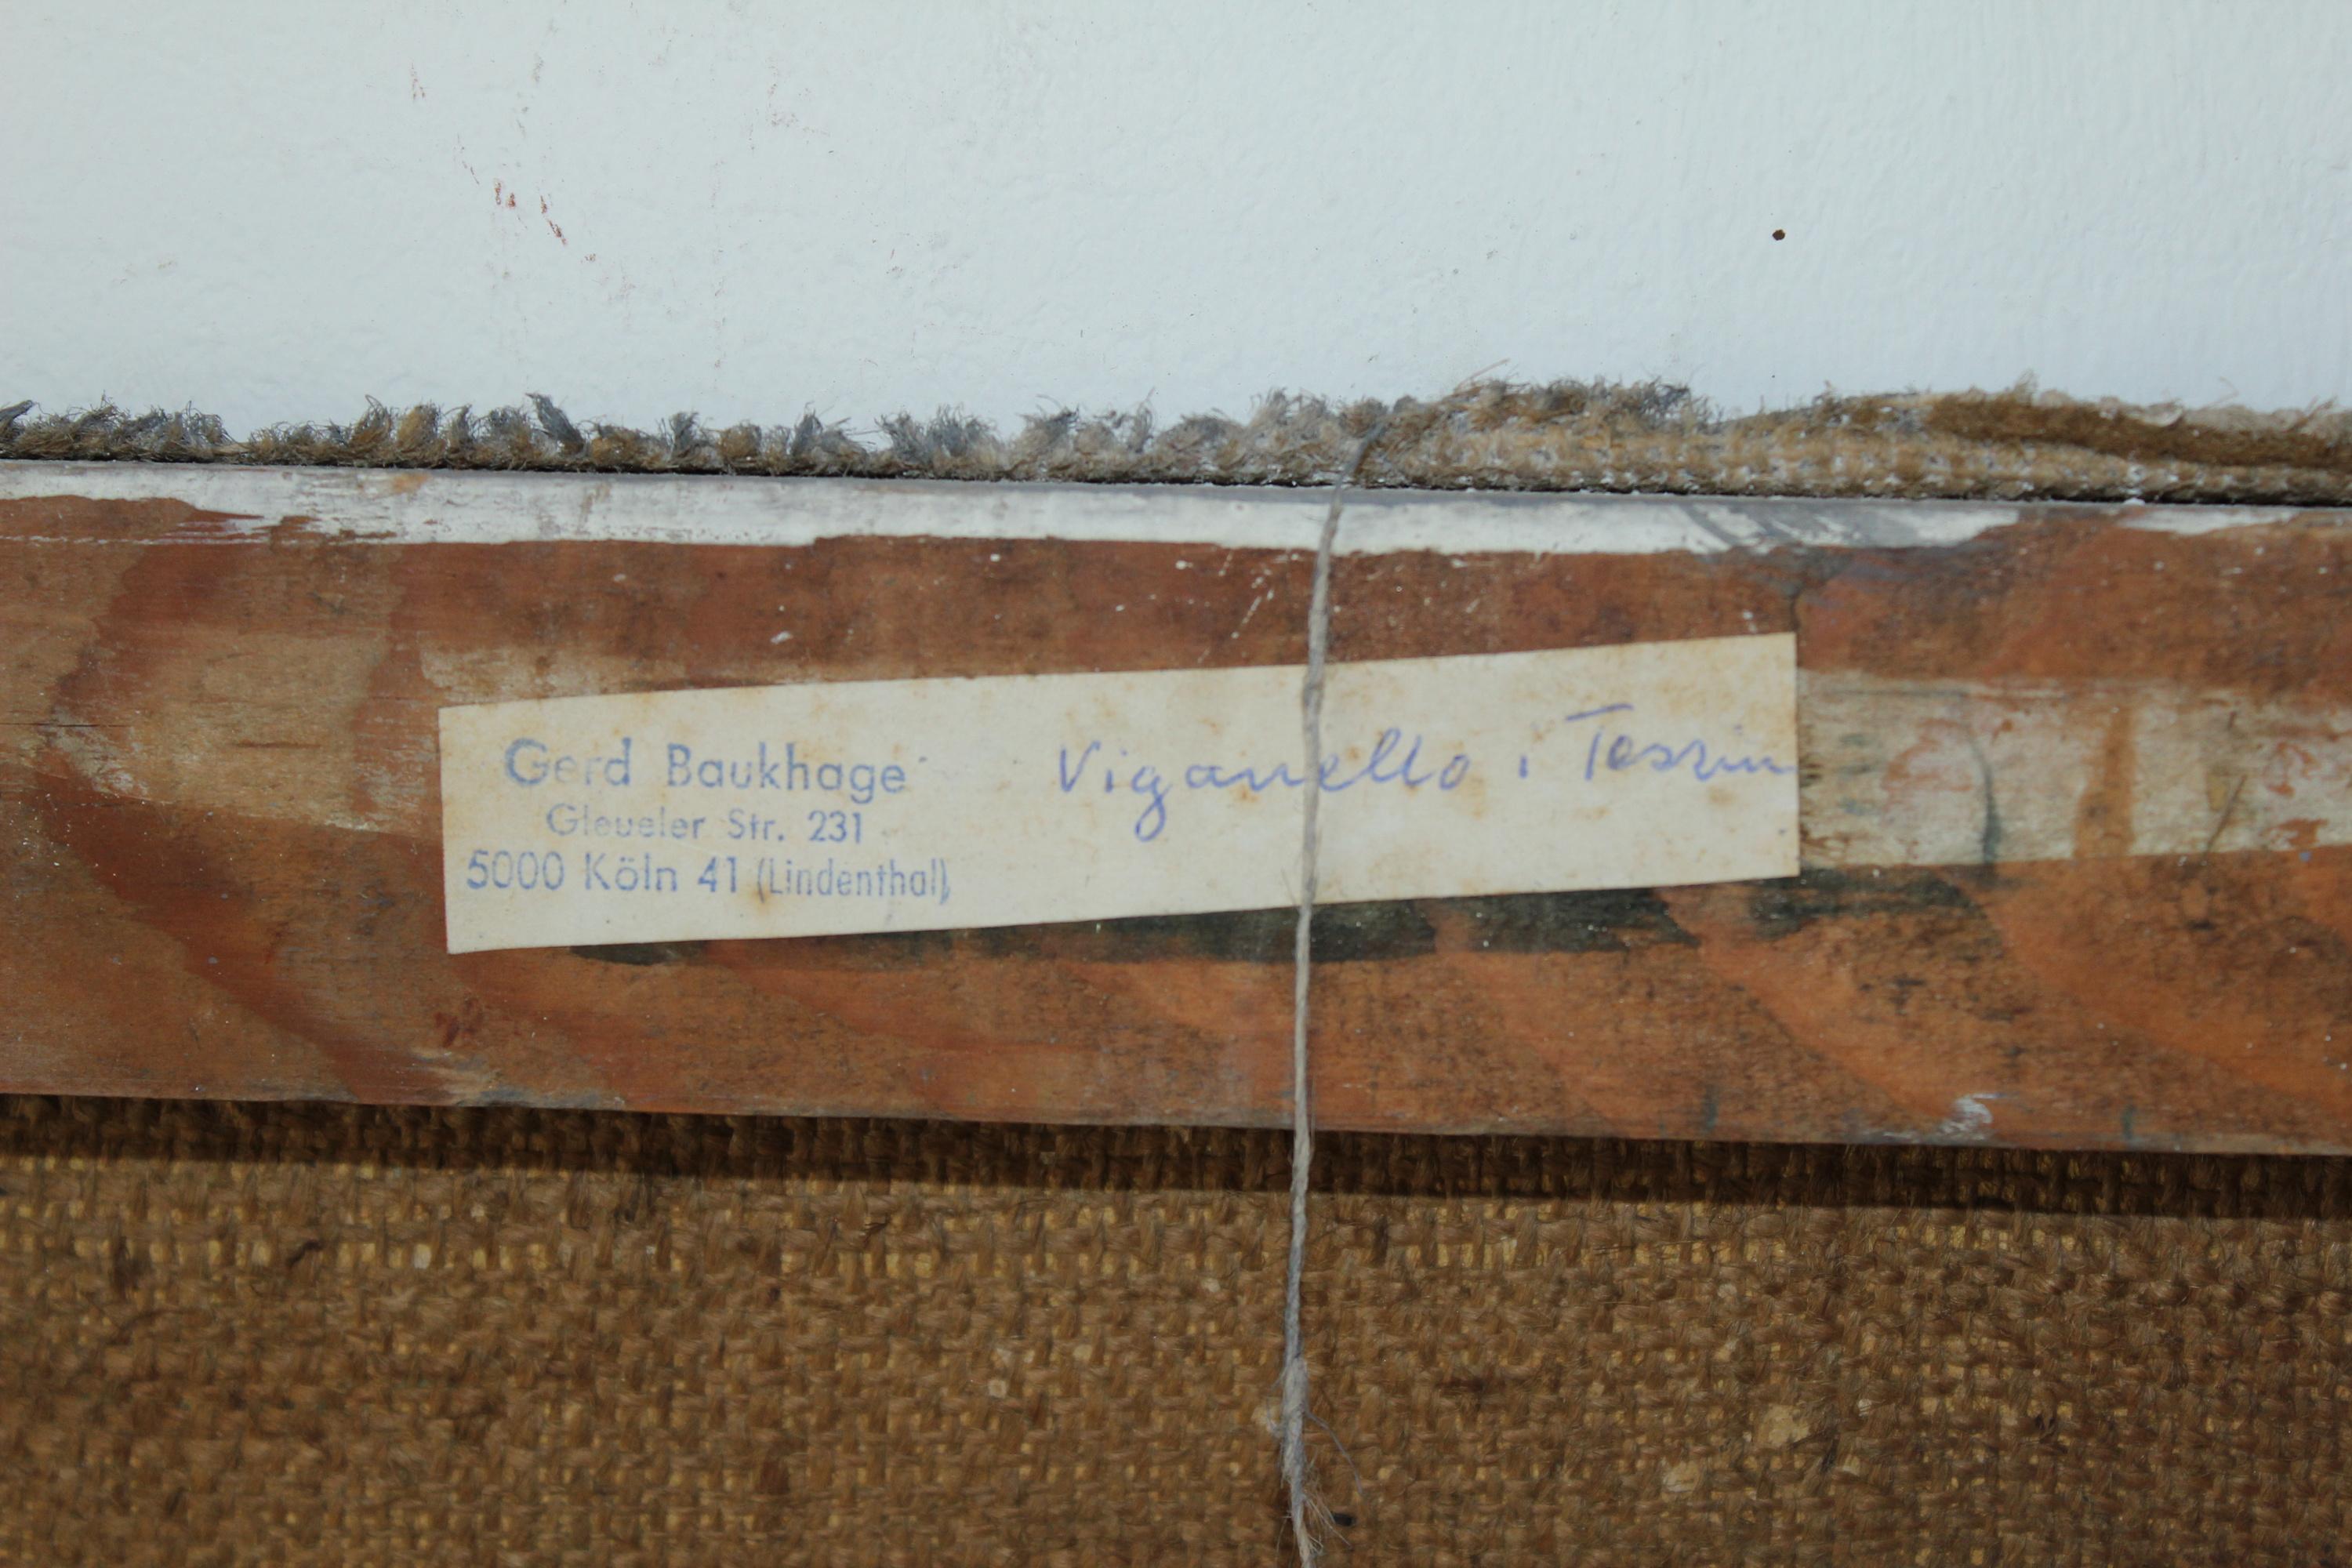 Gerd Baukhage
Gleueler Str. 231
5000 Köln 41 (Lindenthal)
Viganello i Tessin